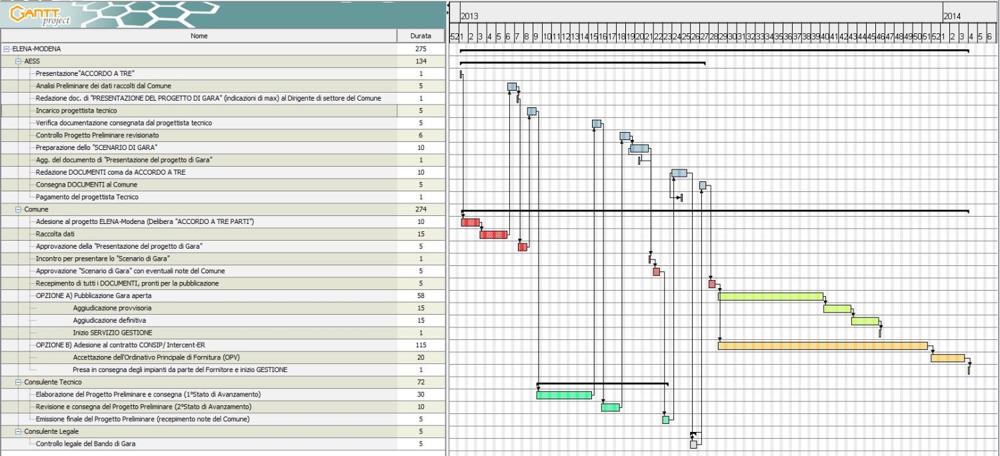 GANTT
project
2013 2014
Nome Durata
52 1 2 3 4 5 6 7 8 9 10 11 12 13 14 15 16 17 18 19 20 21 22 23 24 25 26 27 28 29 30 31 32 33 34 35 36 37 38 39 40 41 42 43 44 45 46 47 48 49 50 51 52 1 2 3 4 5 6
ELENA-MODENA 275
AESS 134
Presentazione"ACCORDO A TRE" 1
Analisi Preliminare dei dati raccolti dal Comune 5
Redazione doc. di "PRESENTAZIONE DEL PROGETTO DI GARA" (indicazioni di max) al Dirigente di settore del Comune 1
Incarico progettista tecnico 5
Verifica documentazione consegnata dal progettista tecnico 5
Controllo Progetto Preliminare revisionato 6
Preparazione dello "SCENARIO DI GARA" 10
Agg. del documento di "Presentazione del progetto di Gara" 1
Redazione DOCUMENTI coma da ACCORDO A TRE 10
Consegna DOCUMENTI al Comune 5
Pagamento del progettista Tecnico 1
Comune 274
Adesione al progetto ELENA-Modena (Delibera "ACCORDO A TRE PARTI") 10
Raccolta dati 15
Approvazione della "Presentazione del progetto di Gara" 5
Incontro per presentare lo "Scenario di Gara" 1
Approvazione "Scenario di Gara" con eventuali note del Comune 5
Recepimento di tutti i DOCUMENTI, pronti per la pubblicazione 5
OPZIONE A) Pubblicazione Gara aperta 58
Aggiudicazione provvisoria 15
Aggiudicazione definitiva 15
Inizio SERVIZIO GESTIONE 1
OPZIONE B) Adesione al contratto CONSIP/ Intercent-ER 115
Accettazione dell'Ordinativo Principale di Fornitura (OPV) 20
Presa in consegna degli impianti da parte del Fornitore e inizio GESTIONE 1
Consulente Tecnico 72
Elaborazione del Progetto Preliminare e consegna (1°Stato di Avanzamento) 30
Revisione e consegna del Progetto Preliminare (2°Stato di Avanzamento) 10
Emissione finale del Progetto Preliminare (recepimento note del Comune) 5
Consulente Legale 5
Controllo legale del Bando di Gara 5